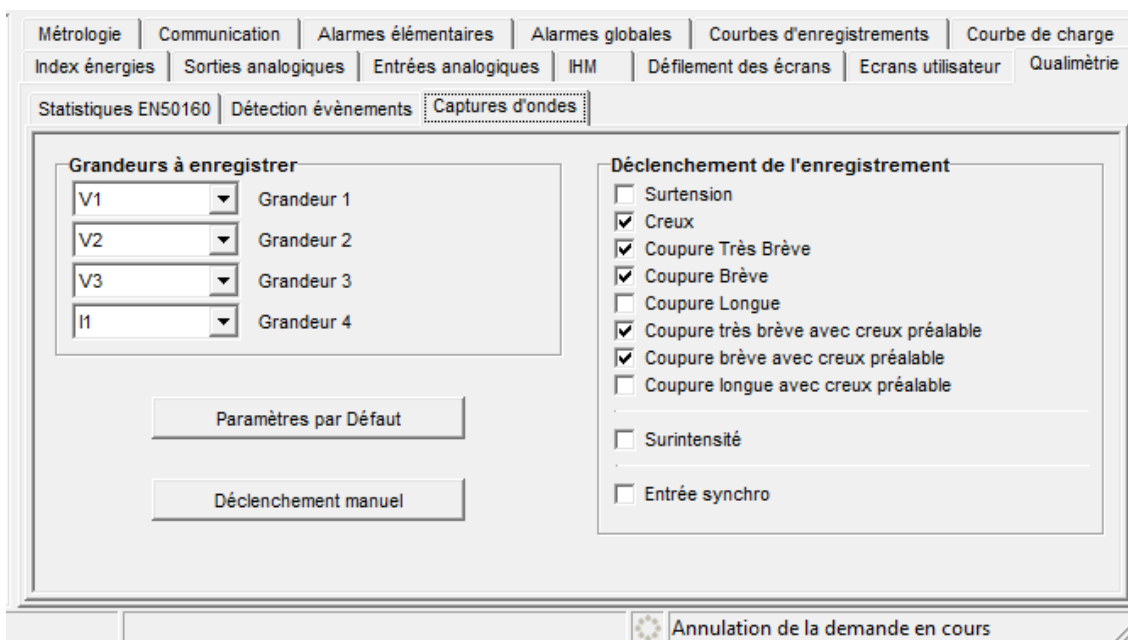 Métrologie Communication Alarmes élémentaires Alarmes globales Courbes d'enregistrements Courbe de charge
Index énergies Sorties analogiques Entrées analogiques IHM Défilement des écrans Ecrans utilisateur Qualimètrie
Statistiques EN50160 Détection évènements Captures d'ondes
Grandeurs à enregistrer
V1 Grandeur 1
V2 Grandeur 2
V3 Grandeur 3
I1 Grandeur 4
Paramètres par Défaut
Déclenchement manuel
Déclenchement de l'enregistrement
Surtension
Creux
Coupure Très Brève
Coupure Brève
Coupure Longue
Coupure très brève avec creux préalable
Coupure brève avec creux préalable
Coupure longue avec creux préalable
Surintensité
Entrée synchro
Annulation de la demande en cours